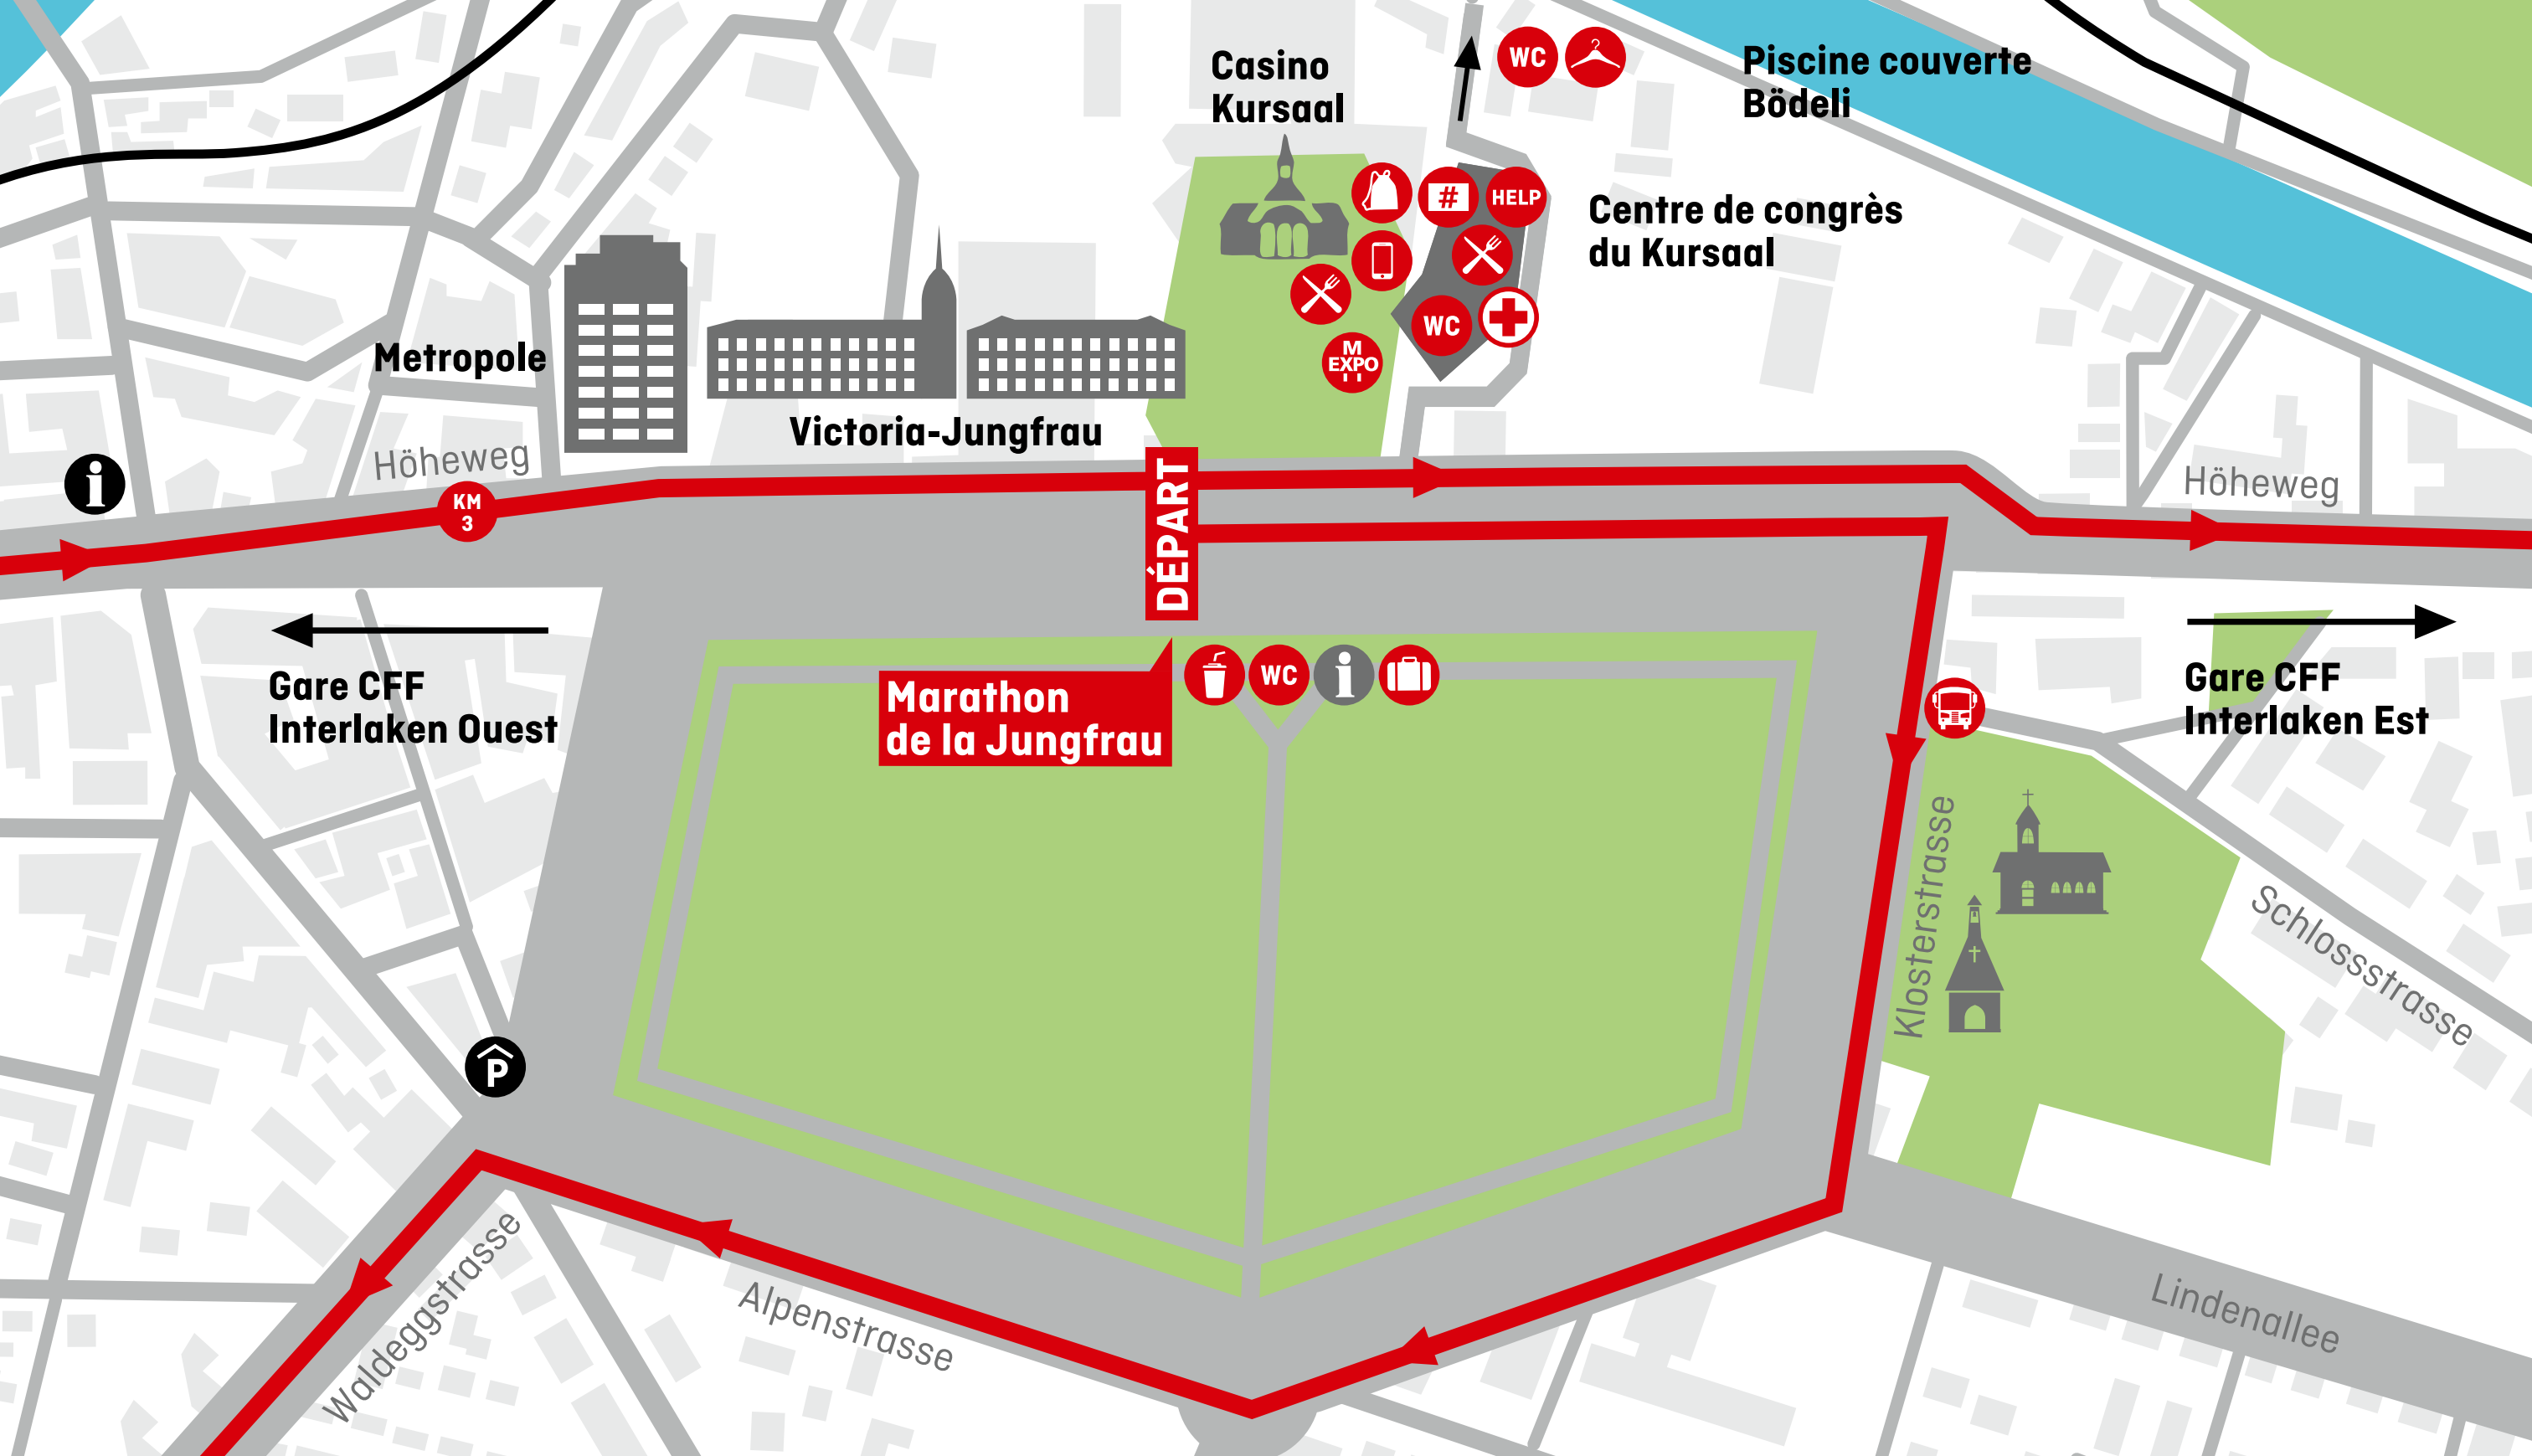 Casino
Kursaal
WC
Piscine couverte
Bödeli
#
HELP
Centre de congrès
du Kursaal
WC
M
EXPO
Metropole
Victoria-Jungfrau
Höheweg
KM
3
i
DÉPART
Höheweg
Gare CFF
Interlaken Ouest
Marathon
de la Jungfrau
WC
i
Gare CFF
Interlaken Est
Klosterstrasse
Schlossstrasse
P
Waldeggstrasse
Alpenstrasse
Lindenallee